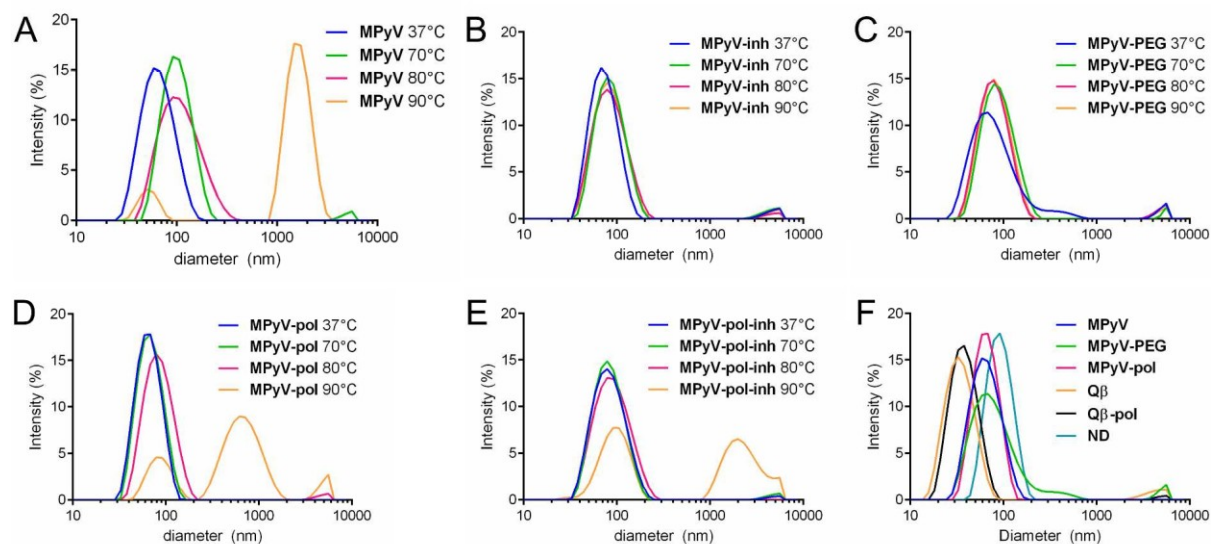 A
Intensity (%)
20
15
10
5
0
10
100
1000
10000
diameter (nm)
MPyV 37°C
MPyV 70°C
MPyV 80°C
MPyV 90°C
B
Intensity (%)
20
15
10
5
0
10
100
1000
10000
diameter (nm)
MPyV-inh 37°C
MPyV-inh 70°C
MPyV-inh 80°C
MPyV-inh 90°C
C
Intensity (%)
20
15
10
5
0
10
100
1000
10000
diameter (nm)
MPyV-PEG 37°C
MPyV-PEG 70°C
MPyV-PEG 80°C
MPyV-PEG 90°C
D
Intensity (%)
20
15
10
5
0
10
100
1000
10000
diameter (nm)
MPyV-pol 37°C
MPyV-pol 70°C
MPyV-pol 80°C
MPyV-pol 90°C
E
Intensity (%)
20
15
10
5
0
10
100
1000
10000
diameter (nm)
MPyV-pol-inh 37°C
MPyV-pol-inh 70°C
MPyV-pol-inh 80°C
MPyV-pol-inh 90°C
F
Intensity (%)
20
15
10
5
0
10
100
1000
10000
Diameter (nm)
MPyV
MPyV-PEG
MPyV-pol
Qβ
Qβ-pol
ND